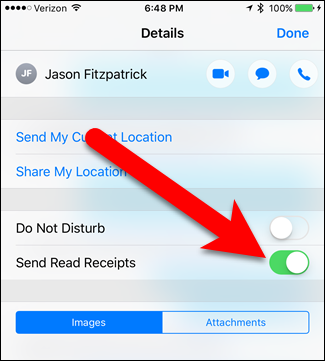 Verizon 6:48 PM 100%
Details Done
JF Jason Fitzpatrick
Send My Current Location
Share My Location
Do Not Disturb
Send Read Receipts
Images Attachments